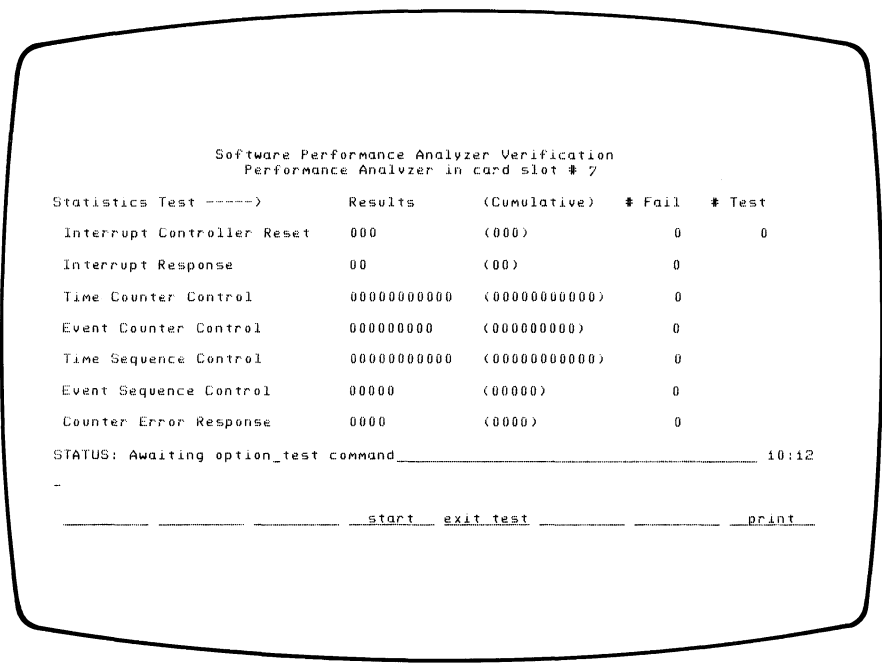 Software Performance Analyzer Verification
Performance Analyzer in card slot # 7
Statistics Test -----> Results (Cumulative) # Fail # Test
Interrupt Controller Reset 000 (000) 0 0
Interrupt Response 00 (00) 0
Time Counter Control 00000000000 (00000000000) 0
Event Counter Control 000000000 (000000000) 0
Time Sequence Control 00000000000 (00000000000) 0
Event Sequence Control 00000 (00000) 0
Counter Error Response 0000 (0000) 0
STATUS: Awaiting option_test command 10:12
start exit test print